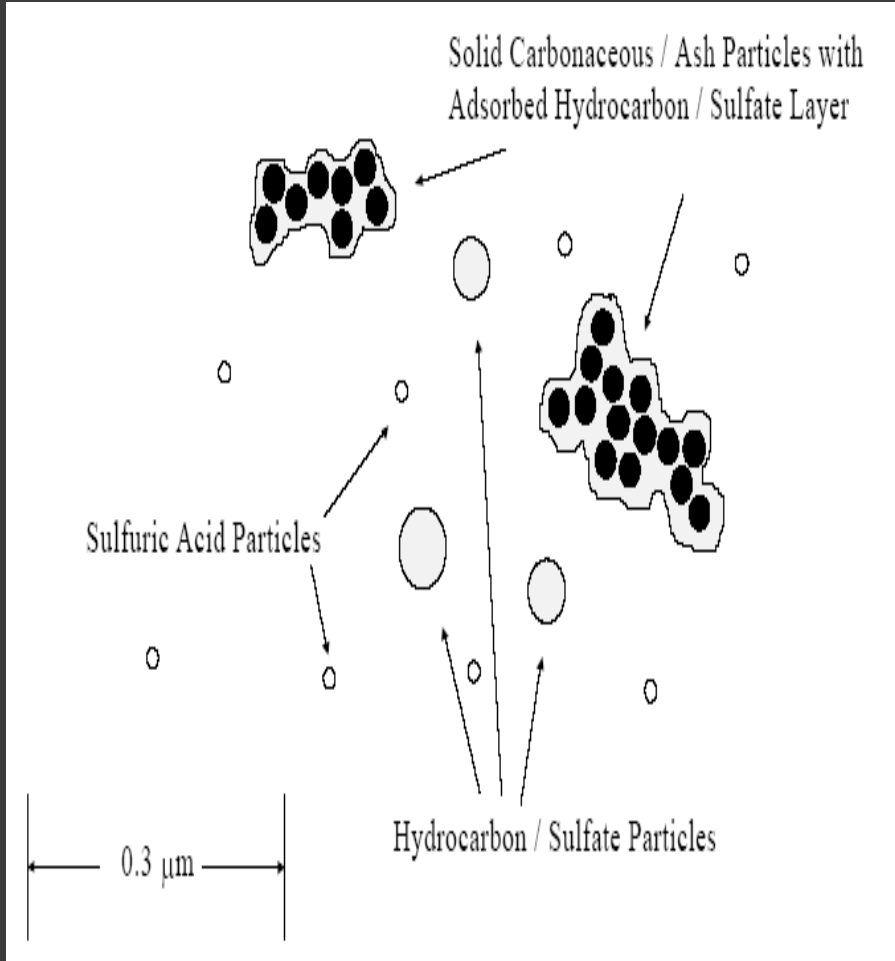 Solid Carbonaceous / Ash Particles with
Adsorbed Hydrocarbon / Sulfate Layer
Sulfuric Acid Particles
Hydrocarbon / Sulfate Particles
0.3 μm